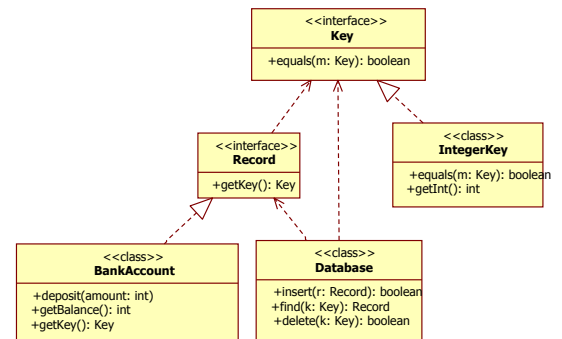 <<interface>>
Key
+equals(m: Key): boolean
<<interface>>
Record
+getKey(): Key
<<class>>
IntegerKey
+equals(m: Key): boolean
+getInt(): int
<<class>>
BankAccount
+deposit(amount: int)
+getBalance(): int
+getKey(): Key
<<class>>
Database
+insert(r: Record): boolean
+find(k: Key): Record
+delete(k: Key): boolean